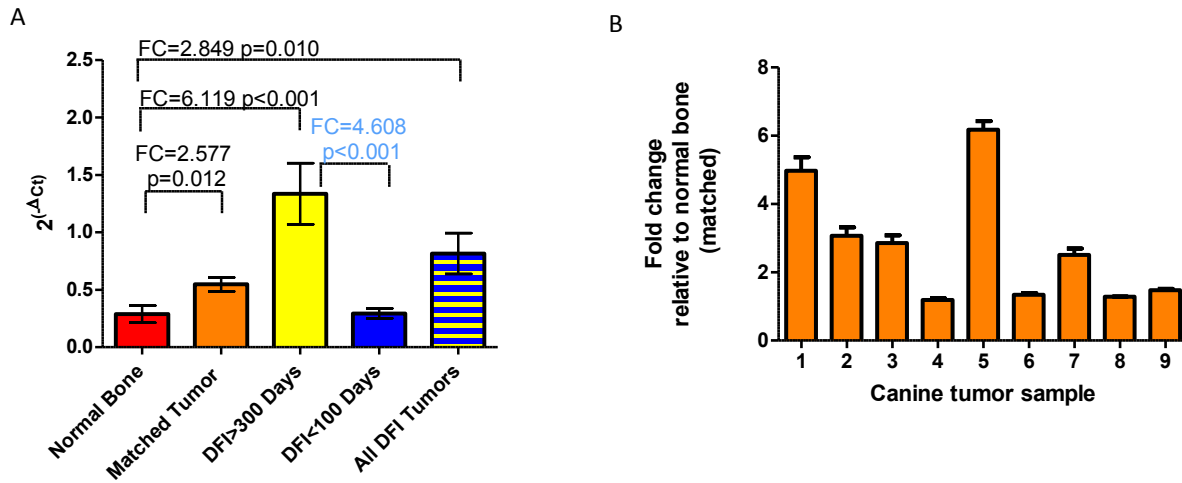 A
FC=2.849 p=0.010
FC=6.119 p<0.001
FC=4.608
p<0.001
FC=2.577
p=0.012
2.5
2.0
1.5
1.0
0.5
0.0
2(-ΔCt)
Normal Bone
Matched Tumor
DFI>300 Days
DFI<100 Days
All DFI Tumors
B
8
6
4
2
0
Fold change
relative to normal bone
(matched)
1 2 3 4 5 6 7 8 9
Canine tumor sample